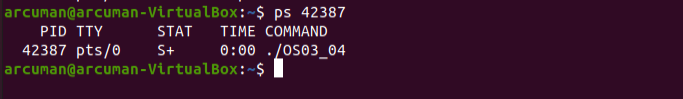 arcuman@arcuman-VirtualBox:~$ ps 42387
    PID TTY      STAT   TIME COMMAND
  42387 pts/0    S+     0:00 ./OS03_04
arcuman@arcuman-VirtualBox:~$